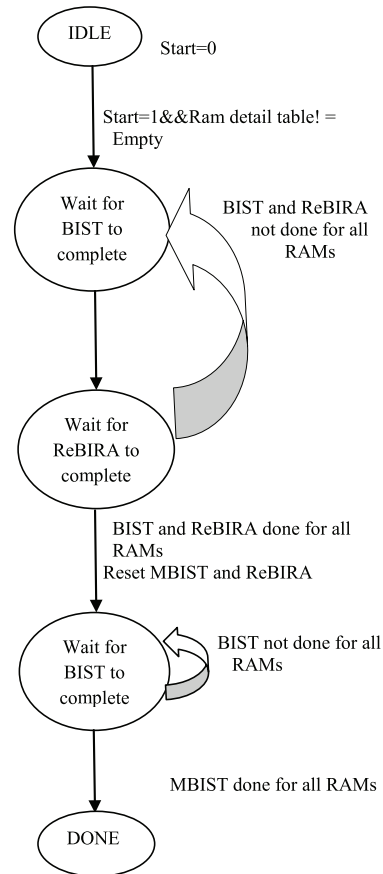 IDLE
Start=0
Start=1&&Ram detail table! =
Empty
Wait for
BIST to
complete
BIST and ReBIRA
not done for all
RAMs
Wait for
ReBIRA to
complete
BIST and ReBIRA done for all
RAMs
Reset MBIST and ReBIRA
Wait for
BIST to
complete
BIST not done for all
RAMs
MBIST done for all RAMs
DONE